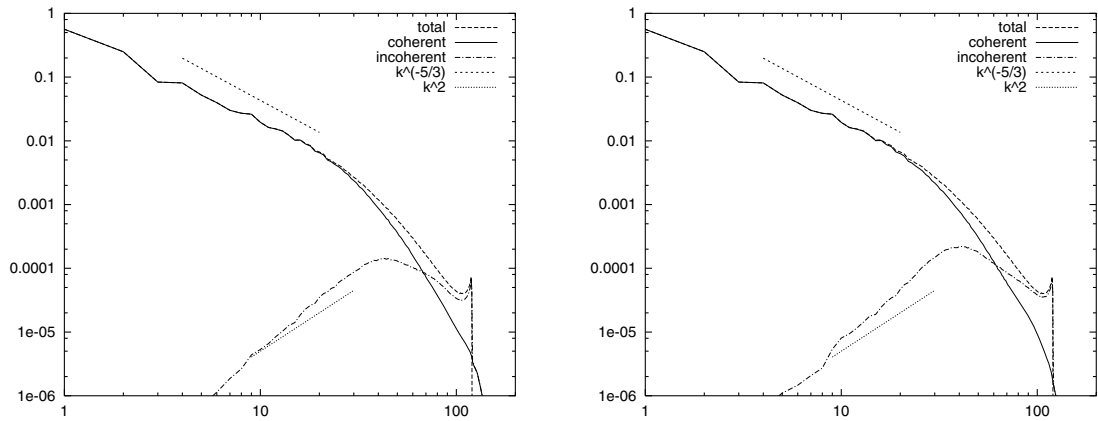 1
0.1
0.01
0.001
0.0001
1e-05
1e-06
1
10
100
total
coherent
incoherent
k^(-5/3)
k^2
1
0.1
0.01
0.001
0.0001
1e-05
1e-06
1
10
100
total
coherent
incoherent
k^(-5/3)
k^2